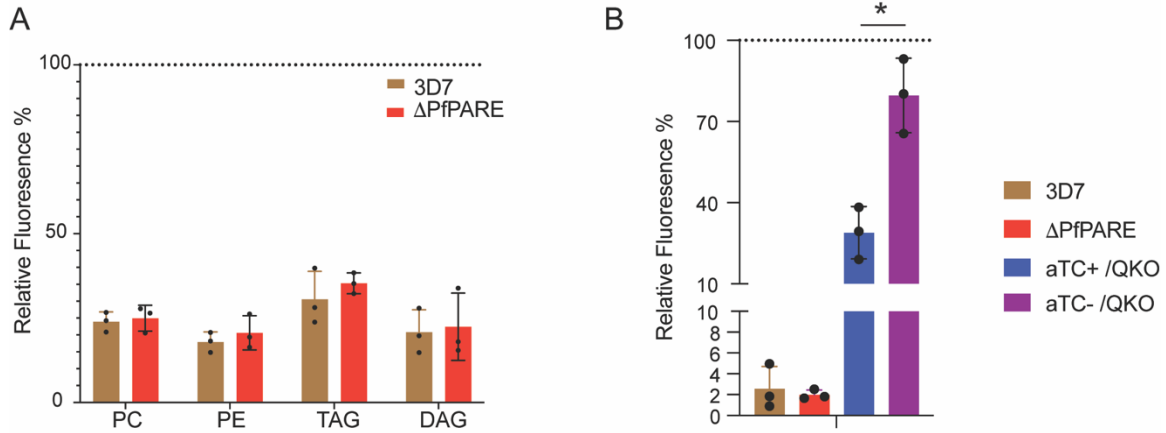 A
Relative Fluoresence %
100
50
0
3D7
ΔPfPARE
PC PE TAG DAG
B
*
Relative Fluoresence %
100
70
40
10
10
8
6
4
2
0
3D7
ΔPfPARE
aTC+ /QKO
aTC- /QKO